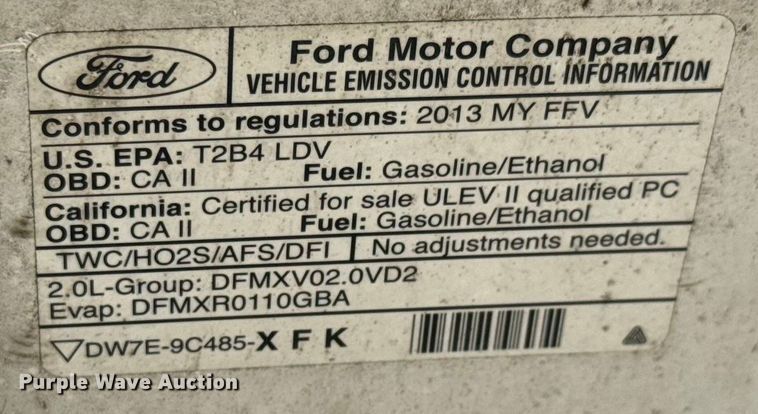 Ford
Ford Motor Company
VEHICLE EMISSION CONTROL INFORMATION
Conforms to regulations: 2013 MY FFV
U.S. EPA: T2B4 LDV
OBD: CA II Fuel: Gasoline/Ethanol
California: Certified for sale ULEV II qualified PC
OBD: CA II Fuel: Gasoline/Ethanol
TWC/HO2S/AFS/DFI No adjustments needed.
2.0L-Group: DFMXV02.0VD2
Evap: DFMXR0110GBA
DW7E-9C485-X F K
Purple Wave Auction